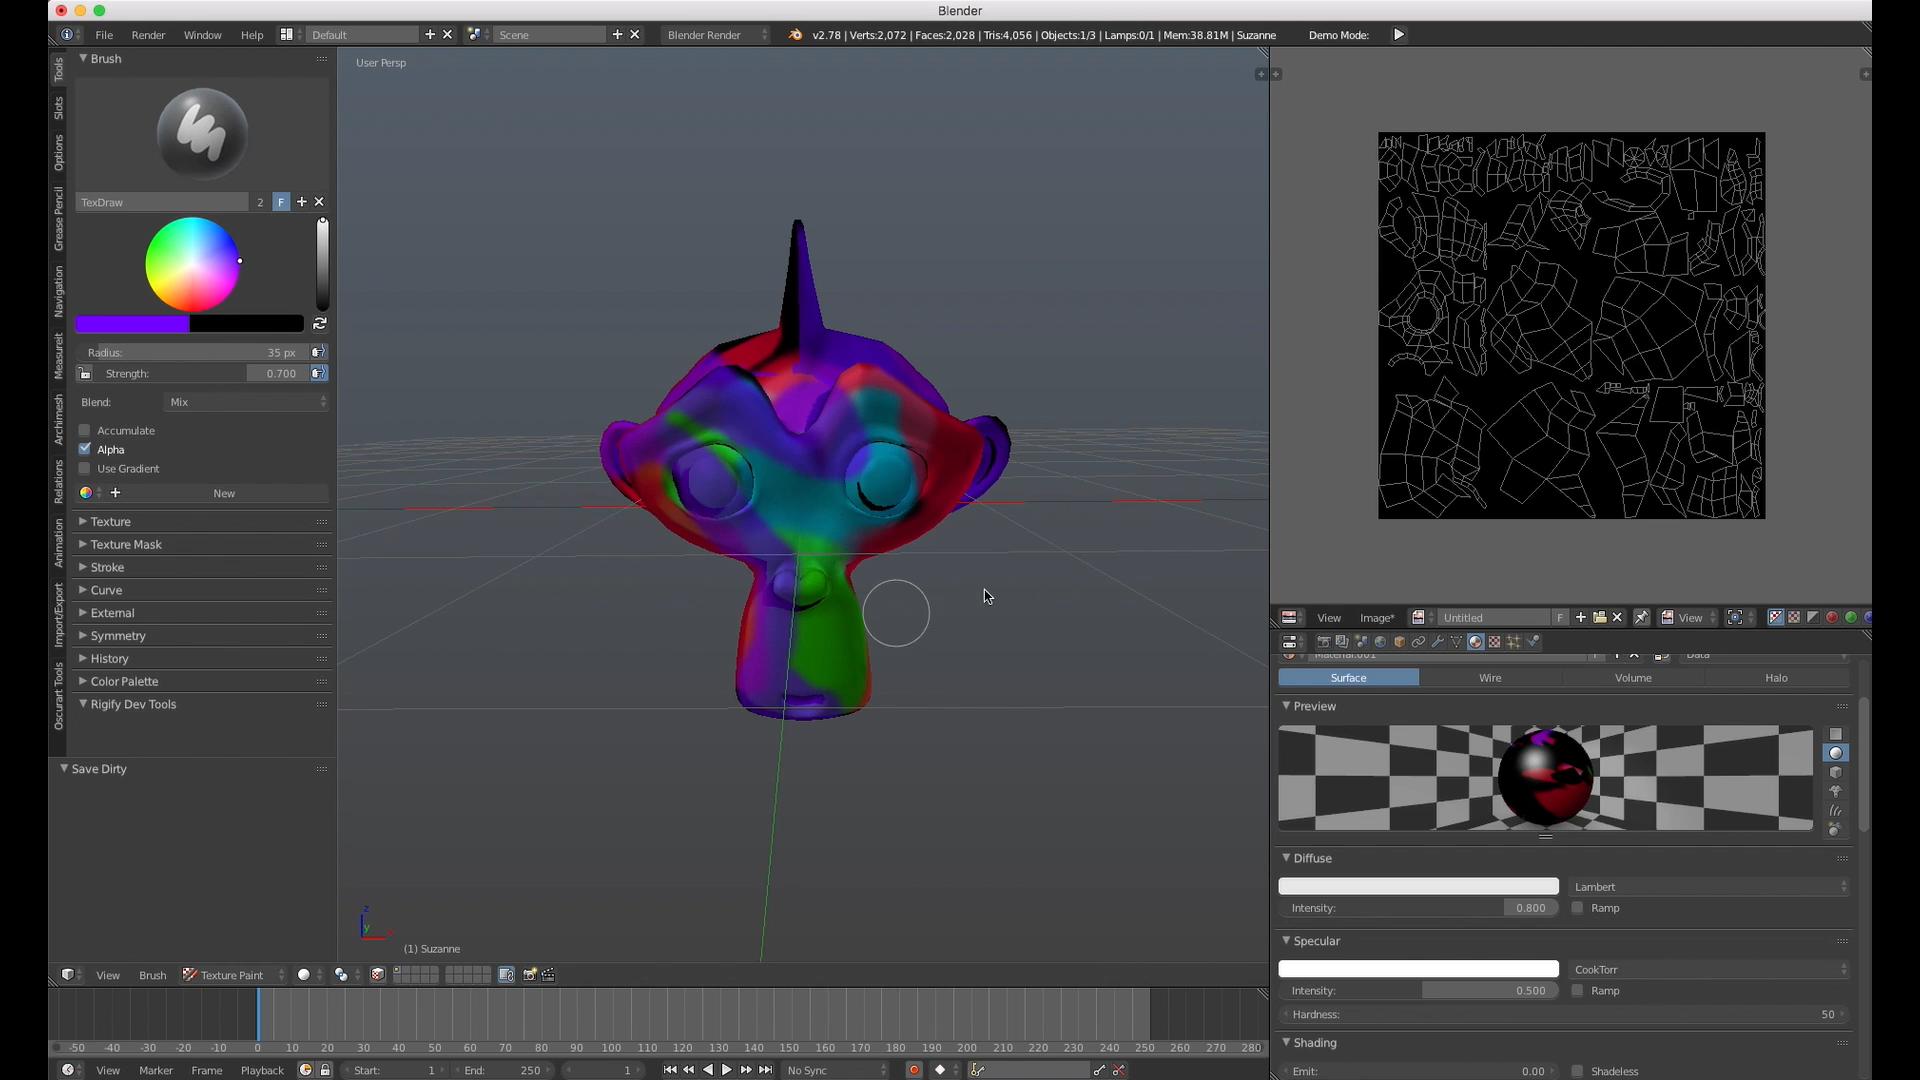 Blender
File Render Window Help Default Scene Blender Render v2.78 | Verts:2,072 | Faces:2,028 | Tris:4,056 | Objects:1/3 | Lamps:0/1 | Mem:38.81M | Suzanne Demo Mode:
Brush
User Persp
Tools
Slots
Options
Grease Pencil
Navigation
MeasureIt
Archimesh
Relations
Animation
Import/Export
Oscurart Tools
TexDraw 2 F
Radius: 35 px
Strength: 0.700
Blend: Mix
Accumulate
Alpha
Use Gradient
New
Texture
Texture Mask
Stroke
Curve
External
Symmetry
History
Color Palette
Rigify Dev Tools
Save Dirty
z
y
(1) Suzanne
View Brush Texture Paint
View Image* Untitled F View
Material.001 Data
Surface Wire Volume Halo
Preview
Diffuse
Lambert
Intensity: 0.800 Ramp
Specular
CookTorr
Intensity: 0.500 Ramp
Hardness: 50
Shading
Emit: 0.00 Shadeless
-50 -40 -30 -20 -10 0 10 20 30 40 50 60 70 80 90 100 110 120 130 140 150 160 170 180 190 200 210 220 230 240 250 260 270 280
View Marker Frame Playback Start: 1 End: 250 1 No Sync